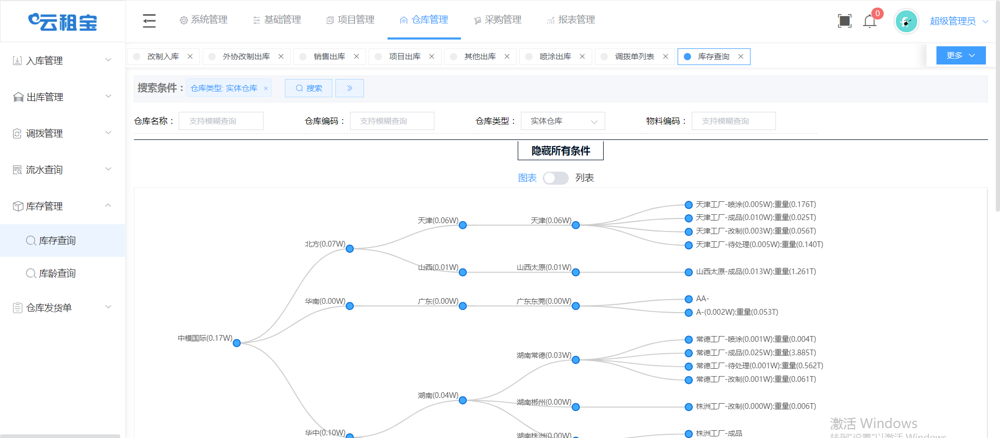 云租宝
系统管理
基础管理
项目管理
仓库管理
采购管理
报表管理
0
超级管理员
改制入库
外协改制出库
销售出库
项目出库
其他出库
喷涂出库
调拨单列表
库存查询
更多
入库管理
出库管理
调拨管理
流水查询
库存管理
库存查询
库龄查询
仓库发货单
搜索条件：
仓库类型: 实体仓库
搜索
仓库名称： 支持模糊查询
仓库编码： 支持模糊查询
仓库类型： 实体仓库
物料编码： 支持模糊查询
隐藏所有条件
图表
列表
中模国际(0.17W)
北方(0.07W)
华南(0.00W)
华中(0.10W)
天津(0.06W)
山西(0.01W)
广东(0.00W)
湖南(0.04W)
天津(0.06W)
山西太原(0.01W)
广东东莞(0.00W)
湖南常德(0.03W)
湖南郴州(0.00W)
湖南株洲(0.00W)
天津工厂-喷涂(0.005W):重量(0.176T)
天津工厂-成品(0.010W):重量(0.025T)
天津工厂-改制(0.003W):重量(0.056T)
天津工厂-待处理(0.005W):重量(0.140T)
山西太原-成品(0.013W):重量(1.261T)
AA-
A-(0.002W):重量(0.053T)
常德工厂-喷涂(0.001W):重量(0.004T)
常德工厂-成品(0.025W):重量(3.885T)
常德工厂-待处理(0.001W):重量(0.562T)
常德工厂-改制(0.001W):重量(0.061T)
株洲工厂-改制(0.000W):重量(0.006T)
株洲工厂-成品
激活 Windows
转到"设置"以激活 Windows